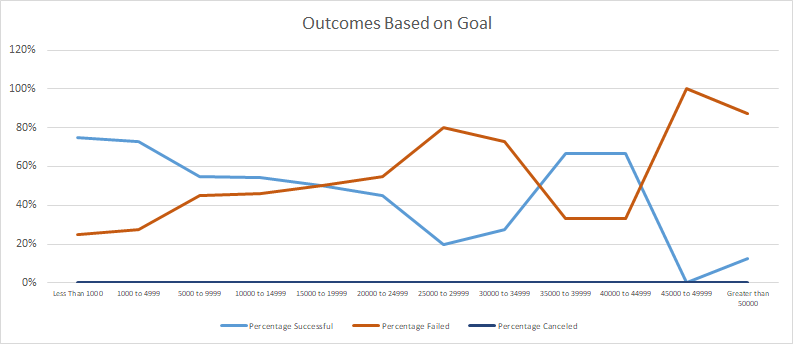 Outcomes Based on Goal
120%
100%
80%
60%
40%
20%
0%
Less Than 1000 1000 to 4999 5000 to 9999 10000 to 14999 15000 to 19999 20000 to 24999 25000 to 29999 30000 to 34999 35000 to 39999 40000 to 44999 45000 to 49999 Greater than
50000
Percentage Successful Percentage Failed Percentage Canceled